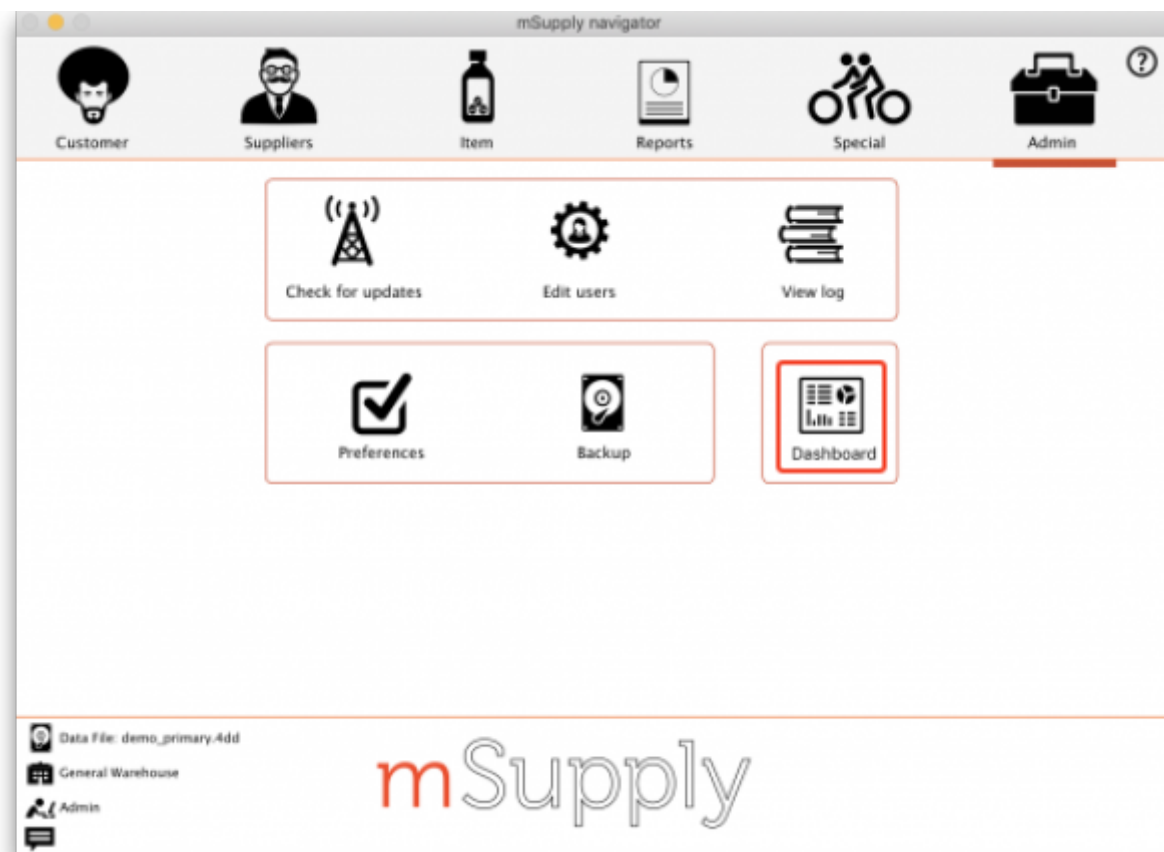 mSupply navigator
Customer Suppliers Item Reports Special Admin
Check for updates Edit users View log
Preferences Backup Dashboard
Data File: demo_primary.4dd
General Warehouse
Admin
mSupply